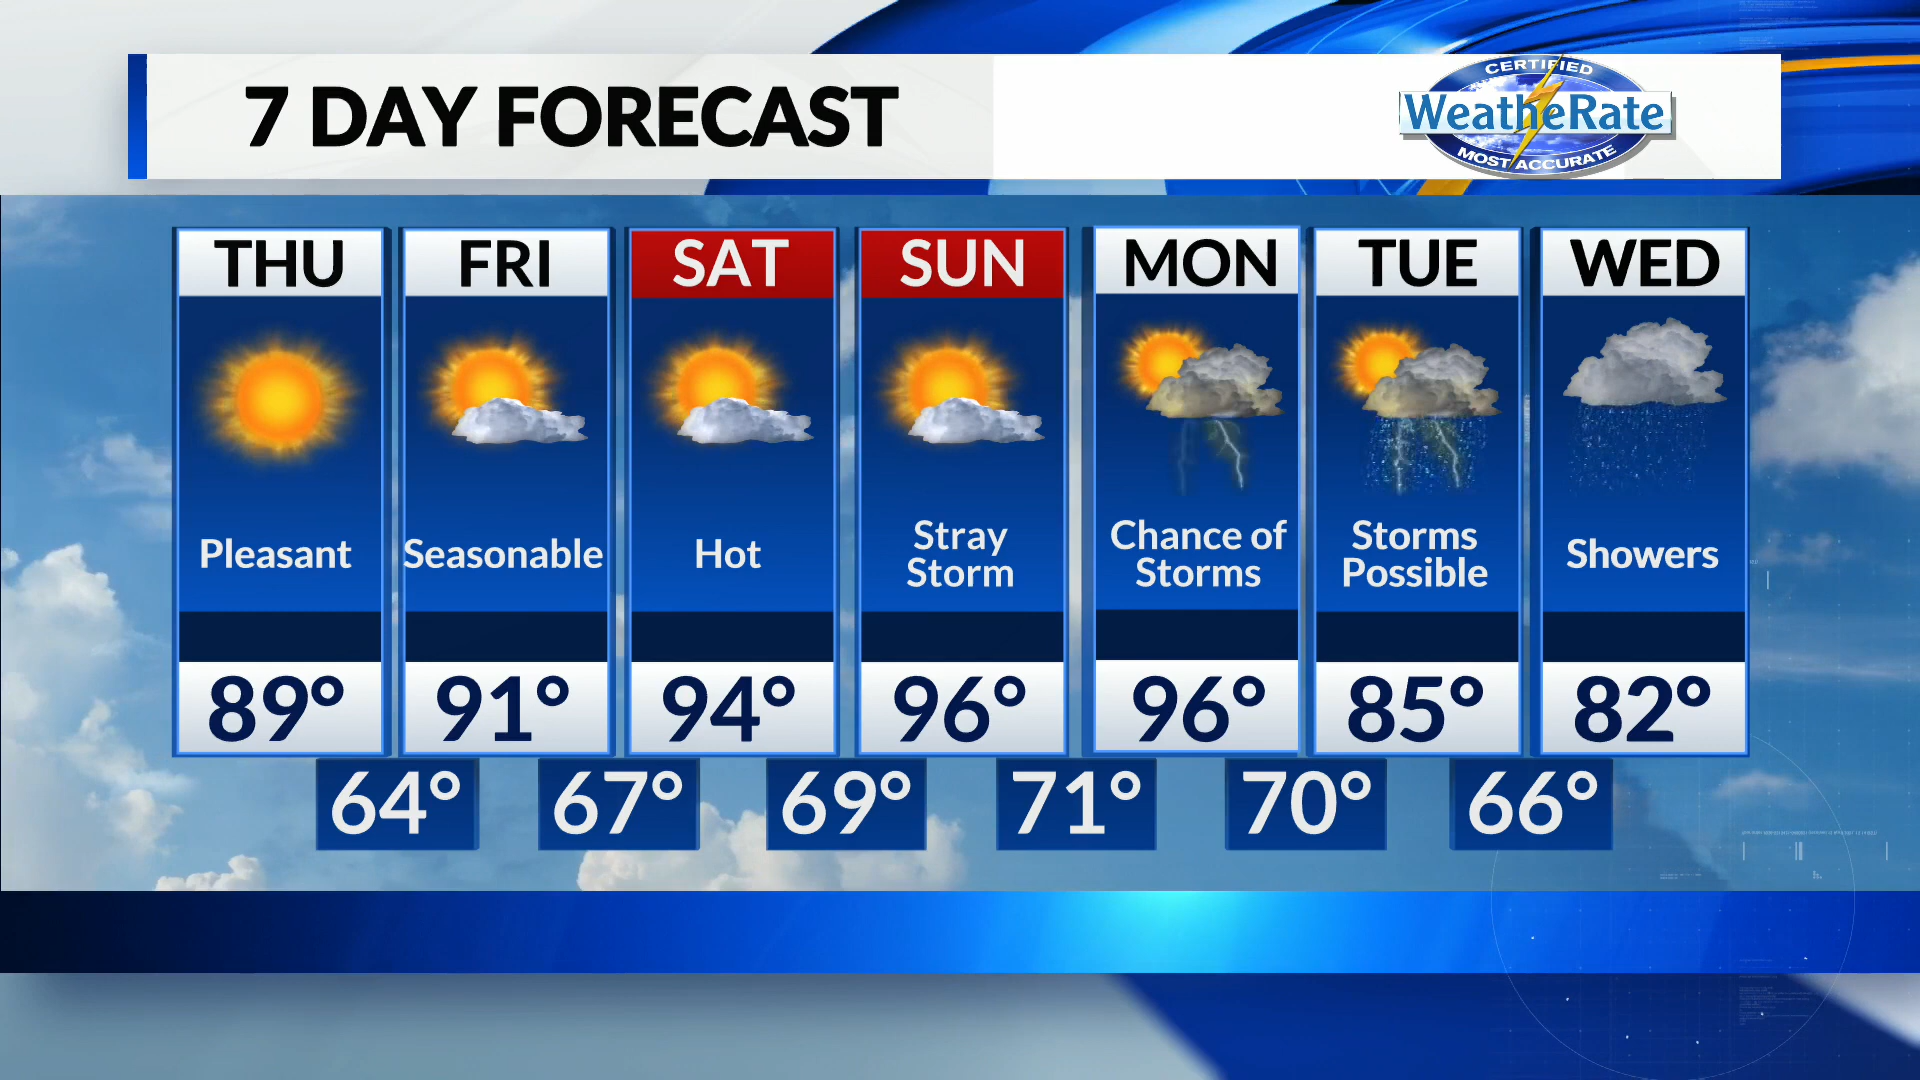 7 DAY FORECAST
CERTIFIED
WeatheRate
MOST ACCURATE
THU
FRI
SAT
SUN
MON
TUE
WED
Pleasant
Seasonable
Hot
Stray
Storm
Chance of
Storms
Storms
Possible
Showers
89°
91°
94°
96°
96°
85°
82°
64°
67°
69°
71°
70°
66°